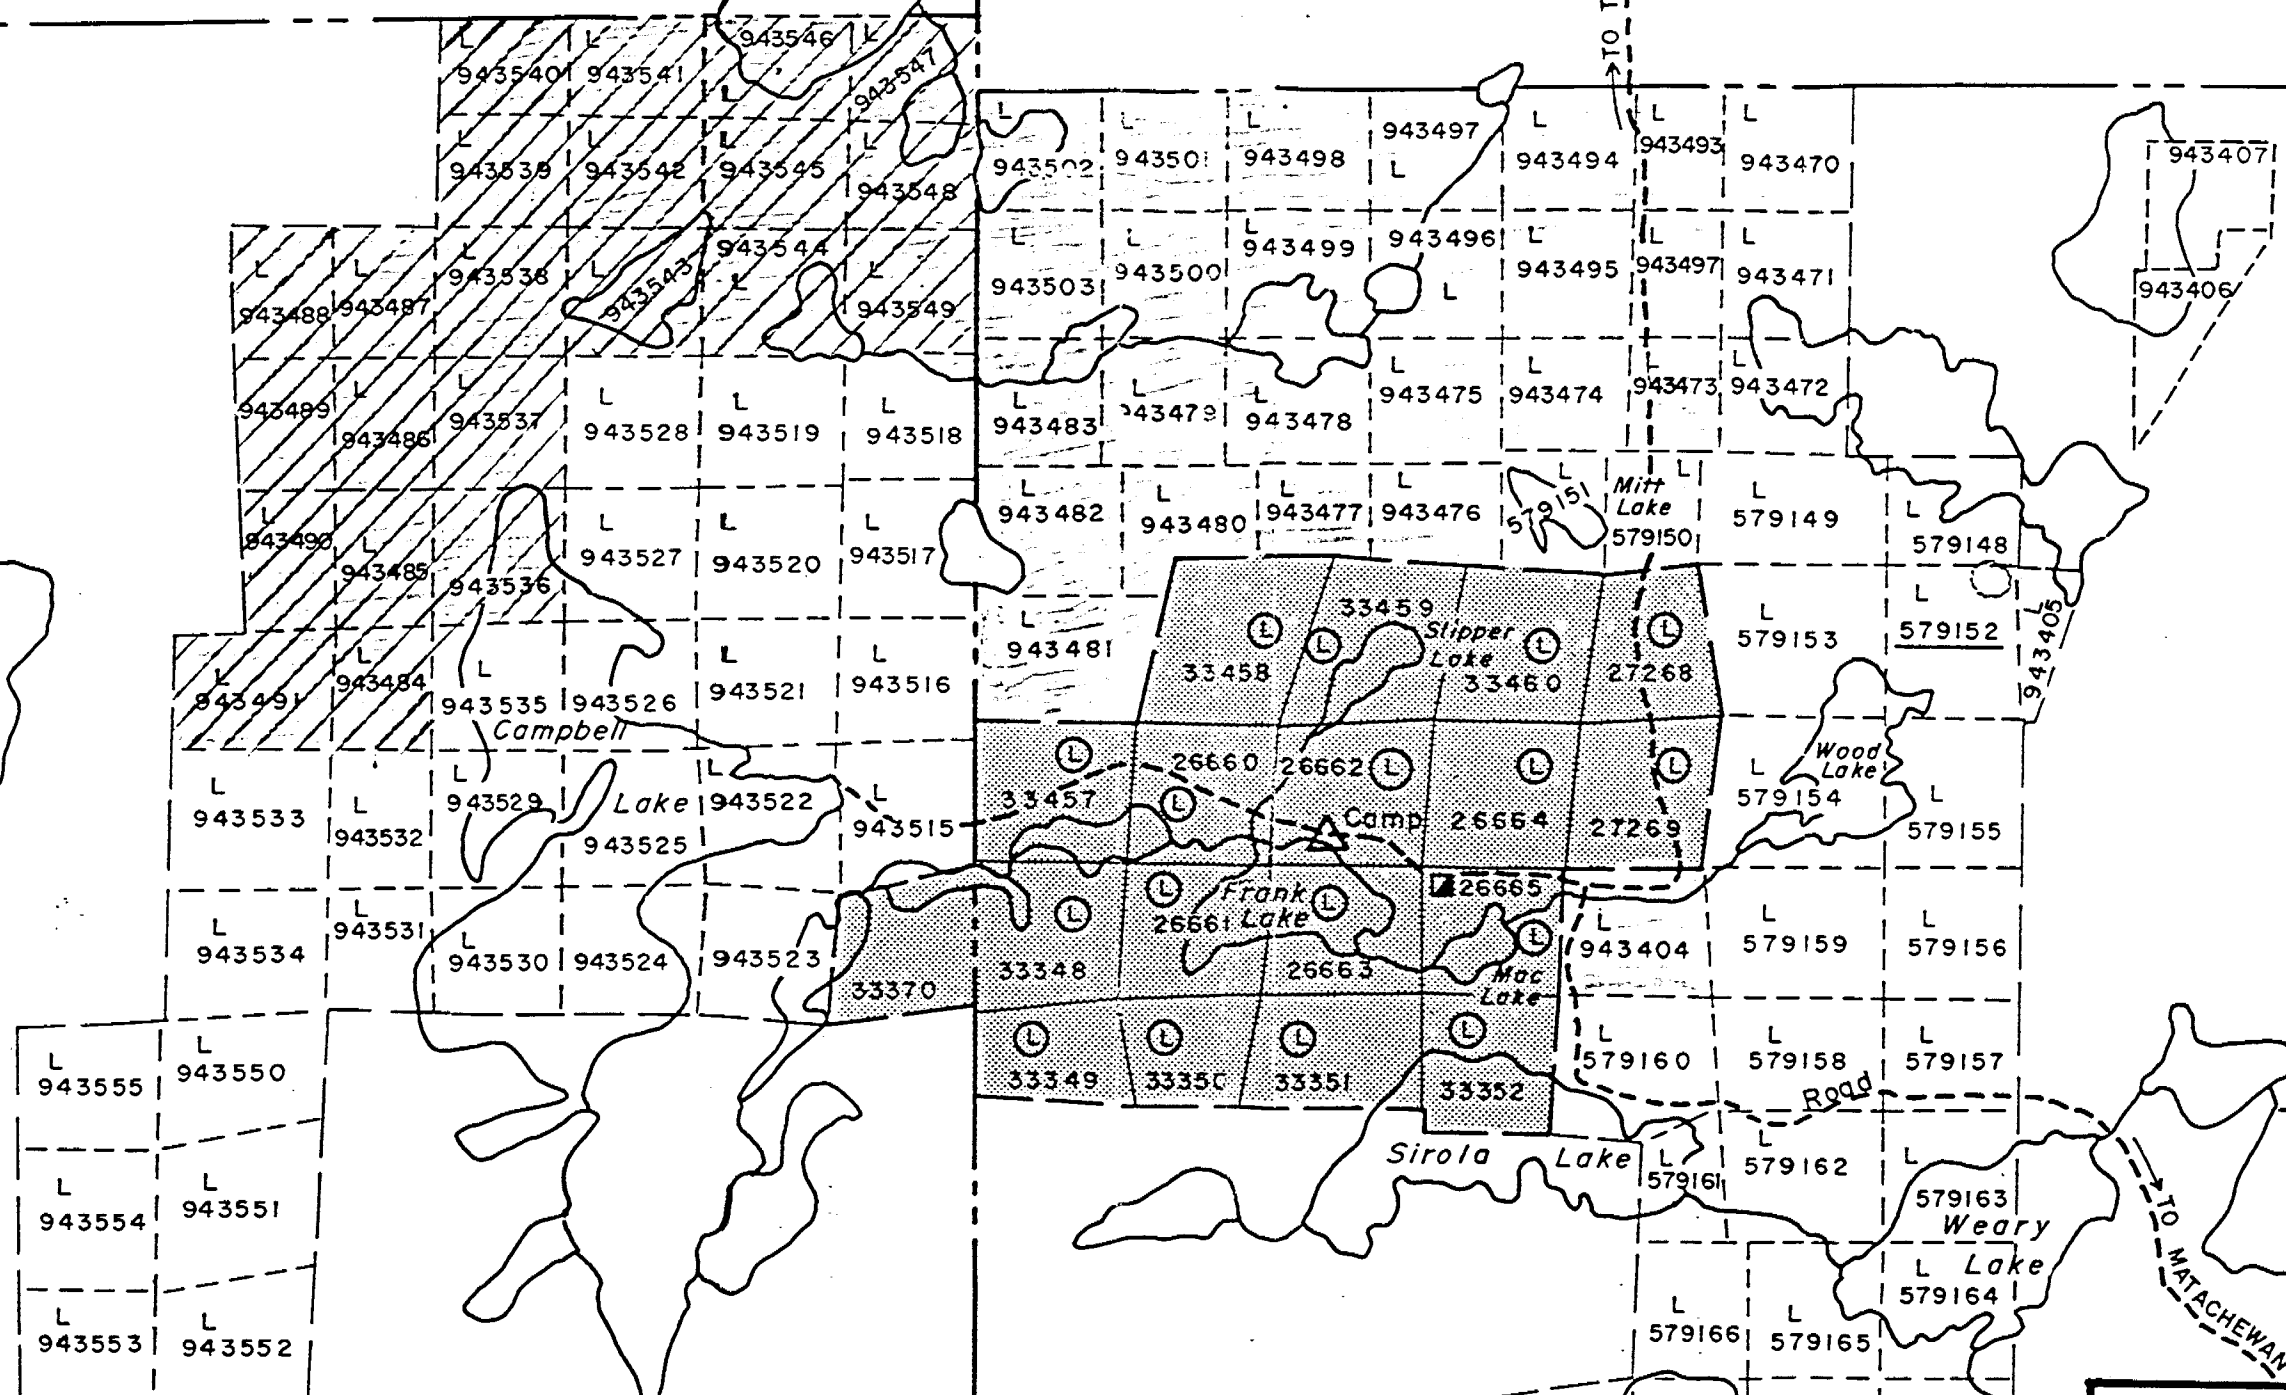 943546 L
L L
943540 943541 943547
L
TO T
L L L L
943539 943542 943545 943548
L L L 943497 L L L
943502 943501 943498 943494 943493 943470
L
L L L L L L
943488 943487 943538 943543 943544 943549
L
L L L L L L
943503 943500 943499 943496 943495 943497 943471
L
943407
943406
L L L L L
943489 943486 943537 943528 943519 943518
L L L L L L L
943483 943479 943478 943475 943474 943473 943472
L L L L L
943490 943485 943536 943527 943520 943517
L L L L L L L L
943482 943480 943477 943476 579151 Mitt Lake 579150 579149 579148
L L L L L
943491 943484 943535 943526 943521 943516
Campbell
L
943481
L L L L
33458 33459 Slipper Lake 33460 27268
L L L
579153 579152 943405
L L L L L
943533 943532 943529 Lake 943522 943515
943525
L L L L L
33457 26660 26662 Camp 26664 27269
L Wood Lake L
579154 579155
L L L
943534 943531 943530 943524 943523 33370
L L L L
33348 26661 Frank Lake 26663 26665 Mac Lake
L L L
943404 579159 579156
L L
943555 943550
L L L L
33349 33350 33351 33352
L L L
579160 579158 579157
Road
L L
943554 943551
Sirola Lake
L L L
579161 579162 579163
Weary Lake
L
579164
TO MATACHEWAN
L L L L
943553 943552 579166 579165